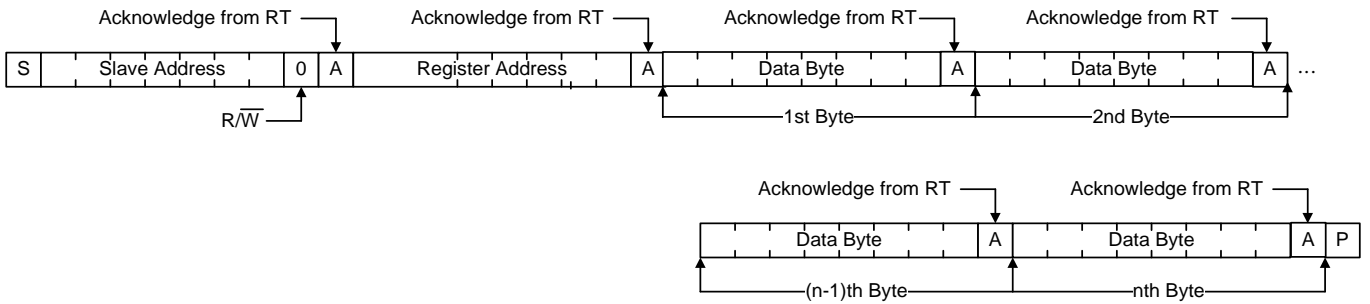 Acknowledge from RT Acknowledge from RT Acknowledge from RT Acknowledge from RT
S Slave Address 0 A Register Address A Data Byte A Data Byte A ...
R/W̅ 1st Byte 2nd Byte
Acknowledge from RT Acknowledge from RT
Data Byte A Data Byte A P
(n-1)th Byte nth Byte